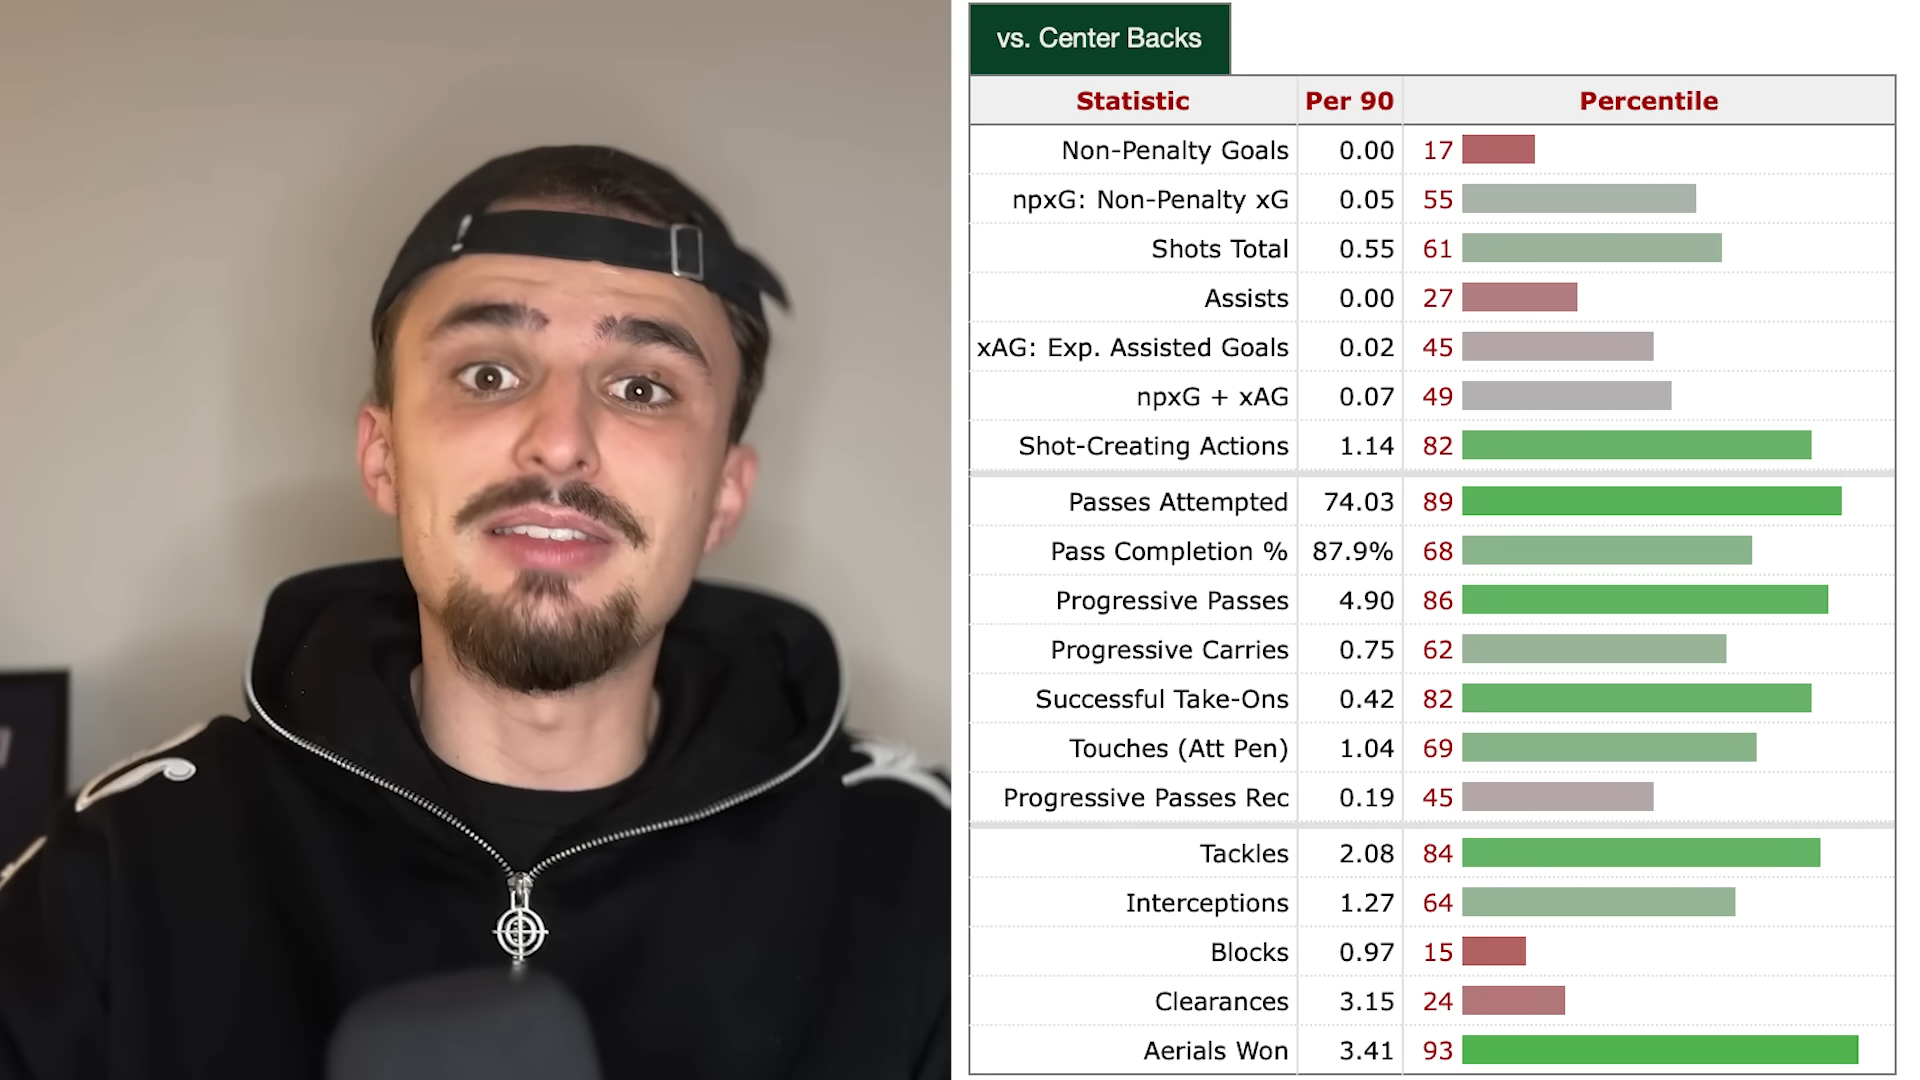 vs. Center Backs
Statistic Per 90 Percentile
Non-Penalty Goals 0.00 17
npxG: Non-Penalty xG 0.05 55
Shots Total 0.55 61
Assists 0.00 27
xAG: Exp. Assisted Goals 0.02 45
npxG + xAG 0.07 49
Shot-Creating Actions 1.14 82
Passes Attempted 74.03 89
Pass Completion % 87.9% 68
Progressive Passes 4.90 86
Progressive Carries 0.75 62
Successful Take-Ons 0.42 82
Touches (Att Pen) 1.04 69
Progressive Passes Rec 0.19 45
Tackles 2.08 84
Interceptions 1.27 64
Blocks 0.97 15
Clearances 3.15 24
Aerials Won 3.41 93